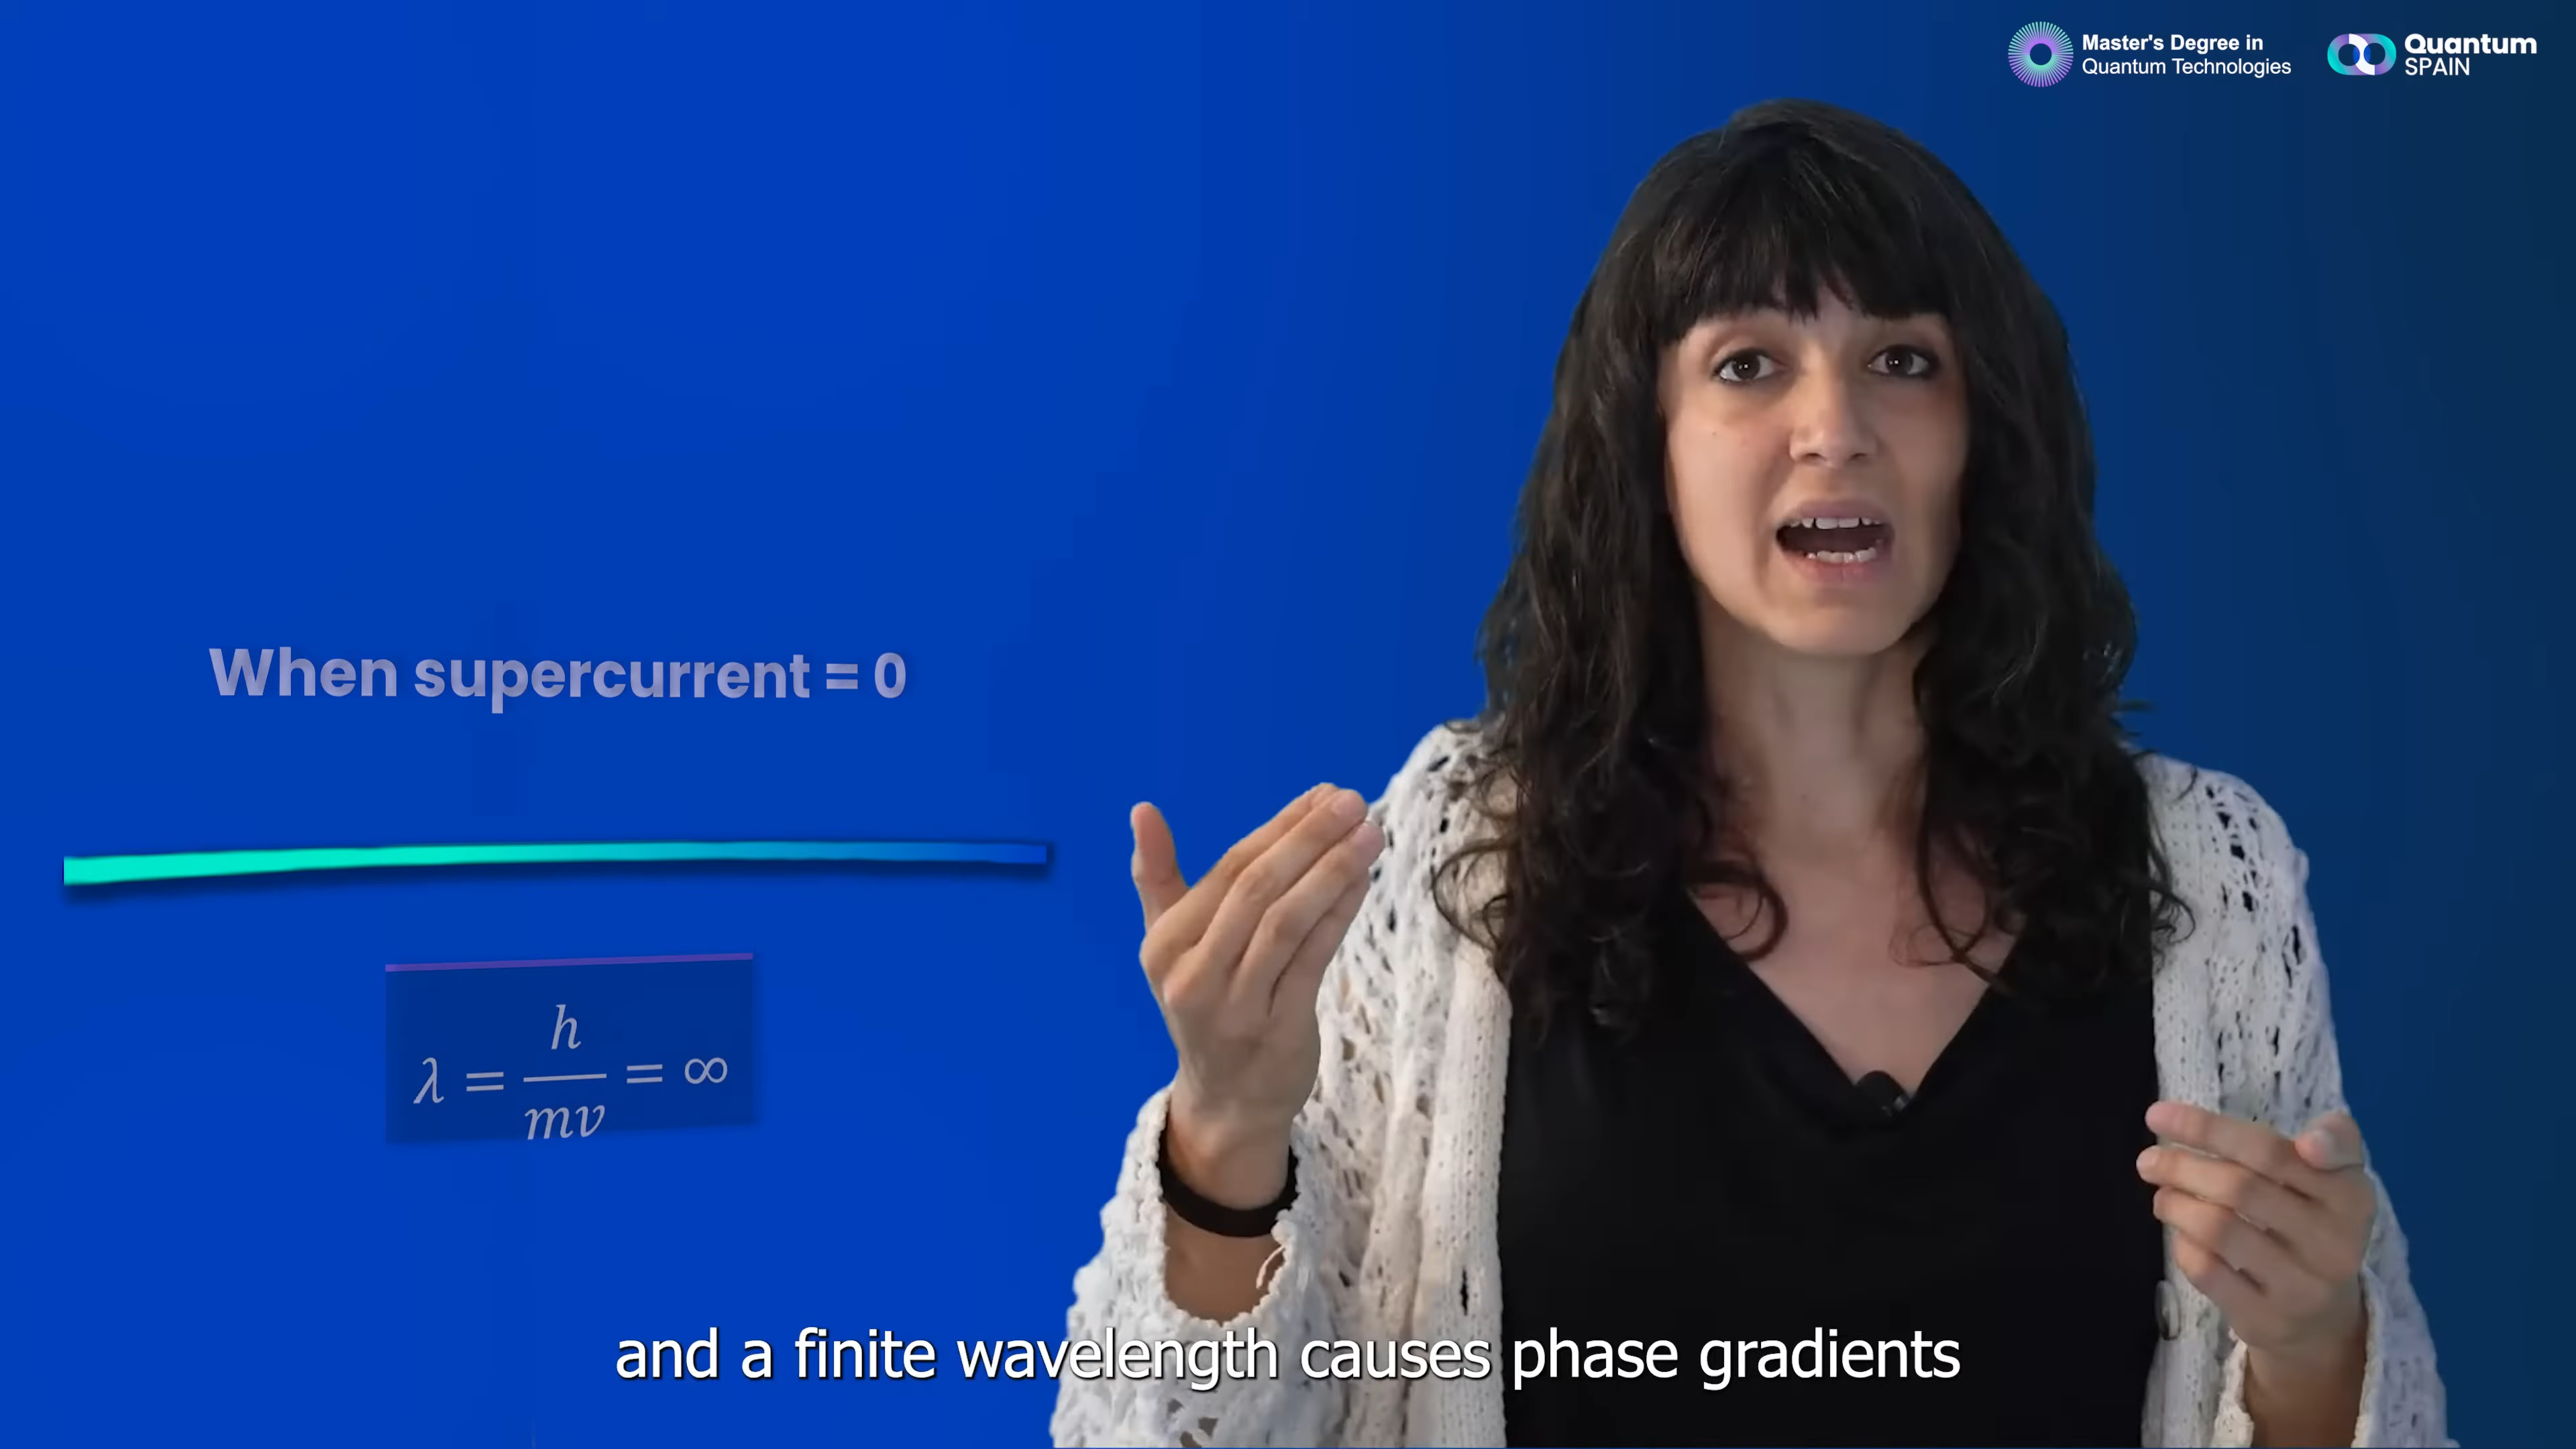 Master's Degree in
Quantum Technologies
Quantum
SPAIN
When supercurrent = 0
λ = h/mv = ∞
and a finite wavelength causes phase gradients